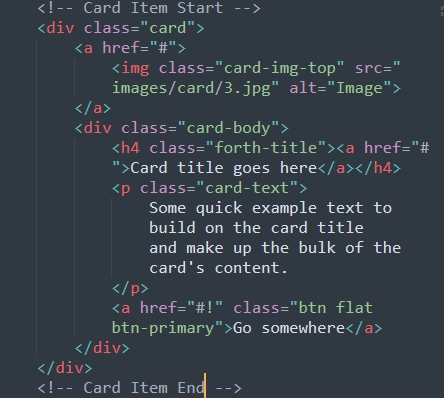 <!-- Card Item Start -->
<div class="card">
<a href="#">
<img class="card-img-top" src="
images/card/3.jpg" alt="Image">
</a>
<div class="card-body">
<h4 class="forth-title"><a href="#
">Card title goes here</a></h4>
<p class="card-text">
Some quick example text to
build on the card title
and make up the bulk of the
card's content.
</p>
<a href="#!" class="btn flat
btn-primary">Go somewhere</a>
</div>
</div>
<!-- Card Item End -->